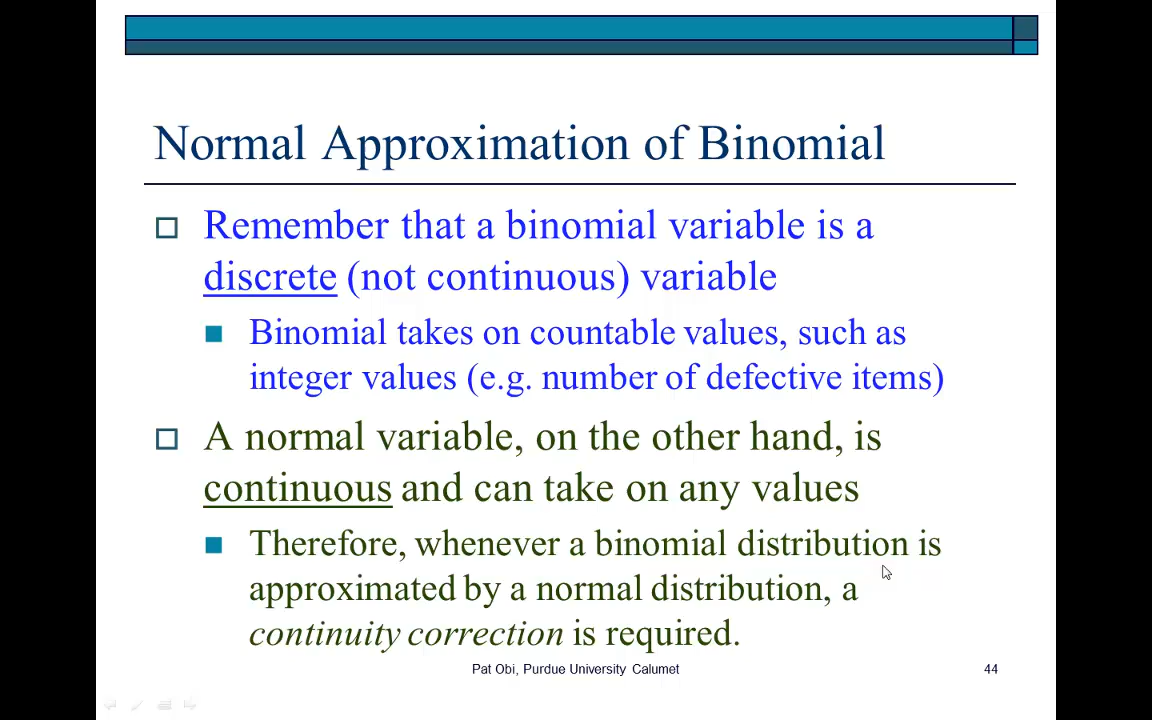 Normal Approximation of Binomial
Remember that a binomial variable is a
discrete (not continuous) variable
Binomial takes on countable values, such as
integer values (e.g. number of defective items)
A normal variable, on the other hand, is
continuous and can take on any values
Therefore, whenever a binomial distribution is
approximated by a normal distribution, a
continuity correction is required.
Pat Obi, Purdue University Calumet
44